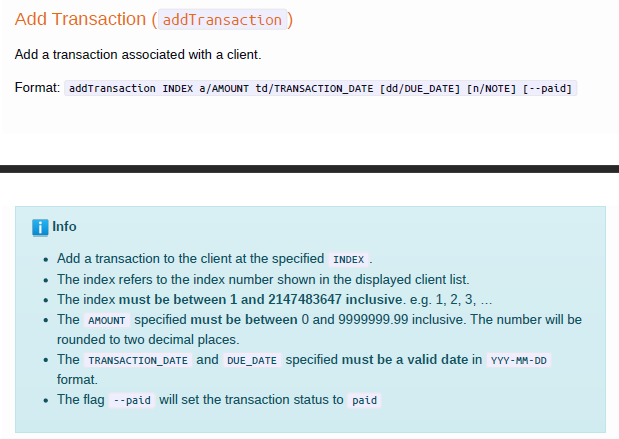 Add Transaction (addTransaction)
Add a transaction associated with a client.
Format: addTransaction INDEX a/AMOUNT td/TRANSACTION_DATE [dd/DUE_DATE] [n/NOTE] [--paid]
Info
• Add a transaction to the client at the specified INDEX.
• The index refers to the index number shown in the displayed client list.
• The index must be between 1 and 2147483647 inclusive. e.g. 1, 2, 3, …
• The AMOUNT specified must be between 0 and 9999999.99 inclusive. The number will be
rounded to two decimal places.
• The TRANSACTION_DATE and DUE_DATE specified must be a valid date in YYY-MM-DD
format.
• The flag --paid will set the transaction status to paid